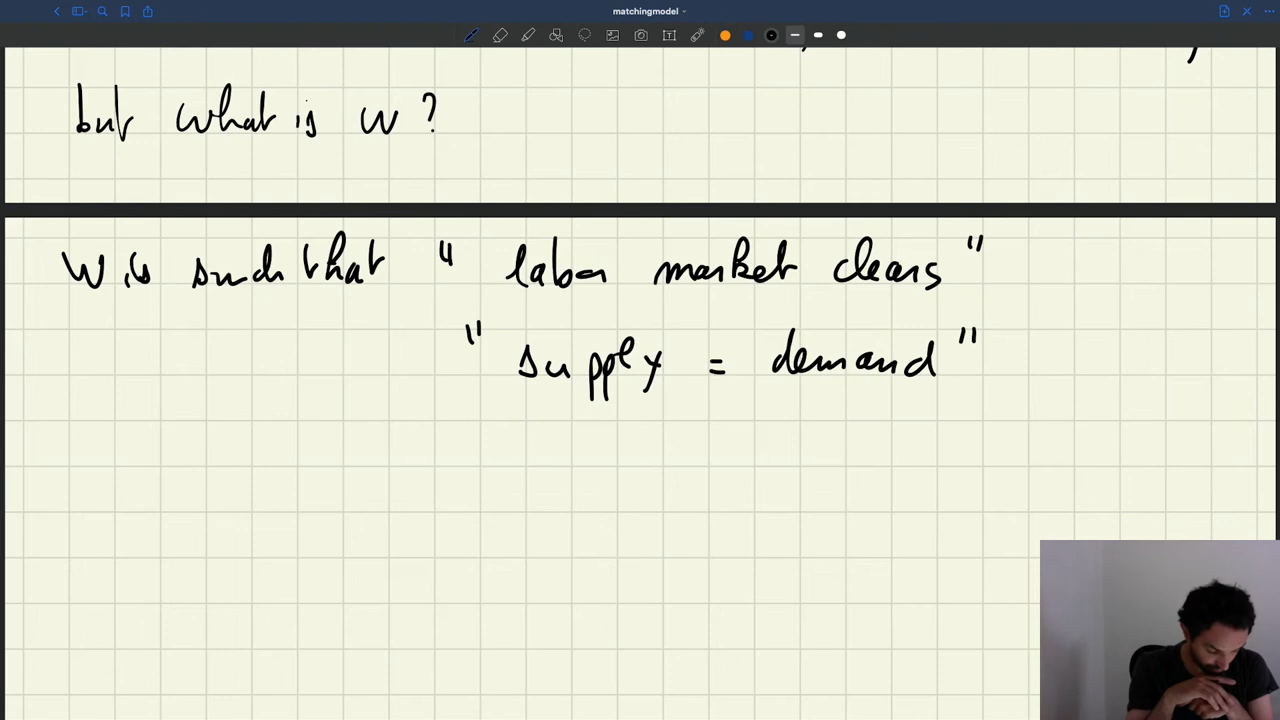 matchingmodel
but what is w ?
W is such that " labor market clears "
" supply = demand "